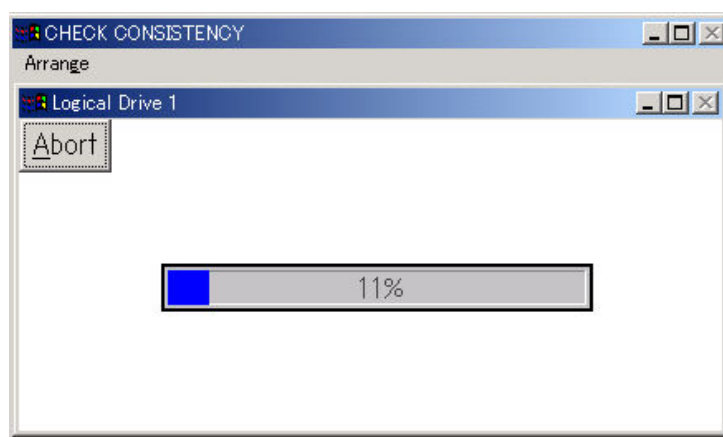 CHECK CONSISTENCY
Arrange
Logical Drive 1
Abort
11%